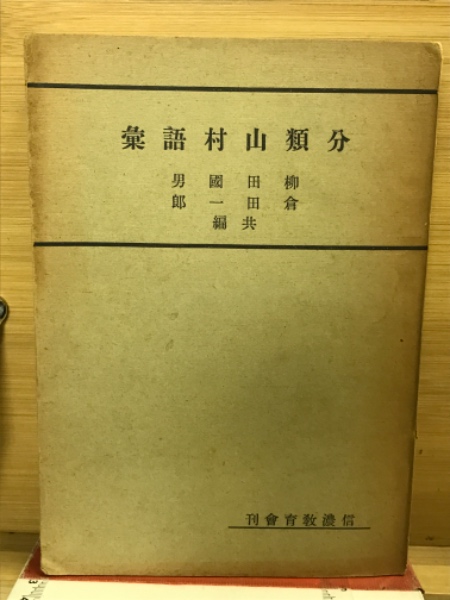 分類山村語彙
柳田國男
倉田一郎
共編
信濃教育會刊